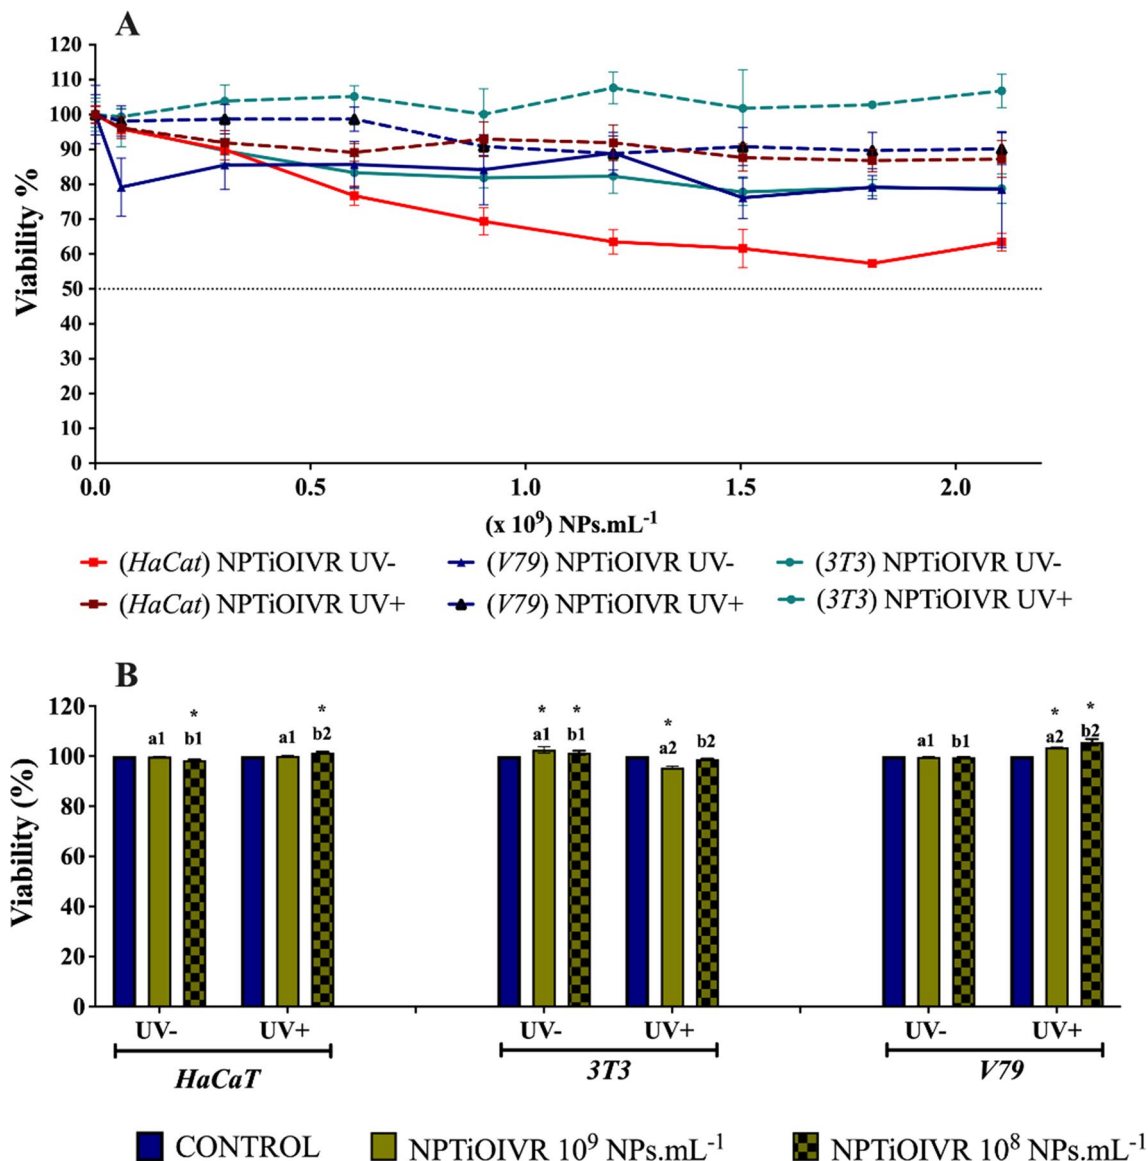 A
120
110
100
90
80
70
60
50
40
30
20
10
0
Viability %
0.0 0.5 1.0 1.5 2.0
(x 10⁹) NPs.mL⁻¹
(HaCat) NPTiOIVR UV- (V79) NPTiOIVR UV- (3T3) NPTiOIVR UV-
(HaCat) NPTiOIVR UV+ (V79) NPTiOIVR UV+ (3T3) NPTiOIVR UV+
B
120
100
80
60
40
20
0
Viability (%)
* * * * * * *
a1 b1 a1 b2 a1 b1 a2 b2 a1 b1 a2 b2
UV- UV+ UV- UV+ UV- UV+
HaCaT 3T3 V79
CONTROL NPTiOIVR 10⁹ NPs.mL⁻¹ NPTiOIVR 10⁸ NPs.mL⁻¹